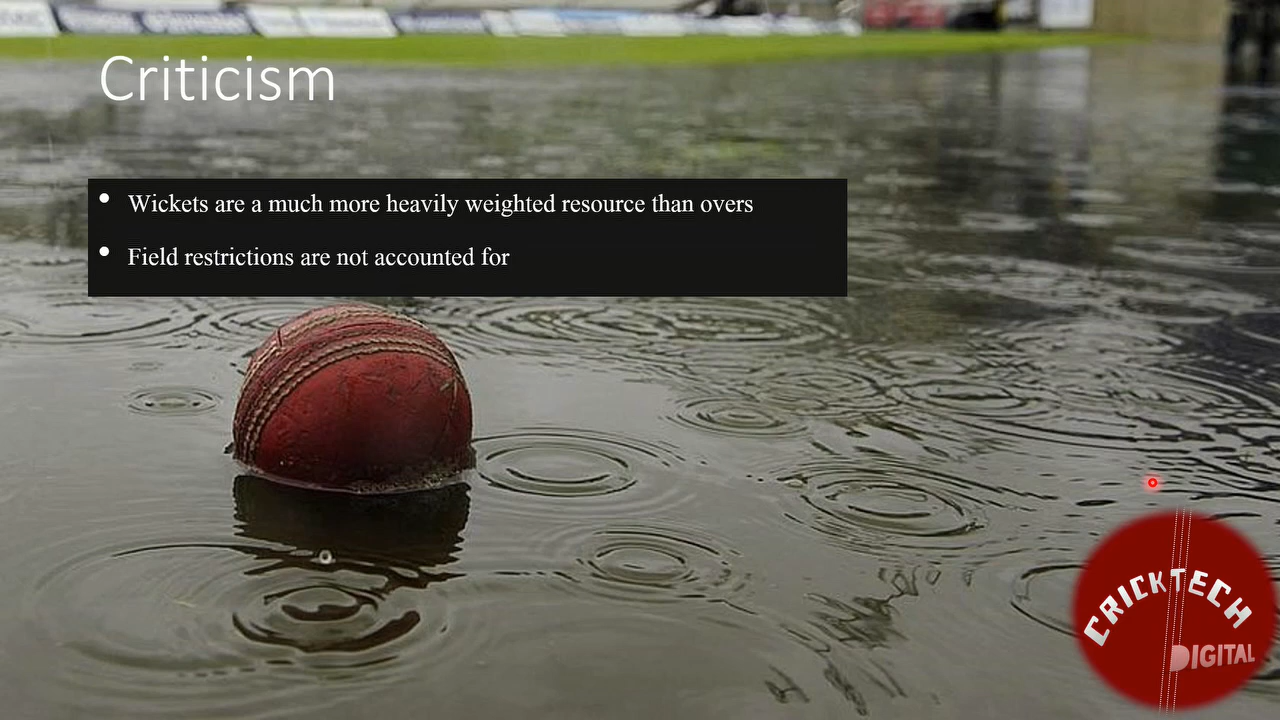 Criticism
• Wickets are a much more heavily weighted resource than overs
• Field restrictions are not accounted for
CRICKTECH
DIGITAL